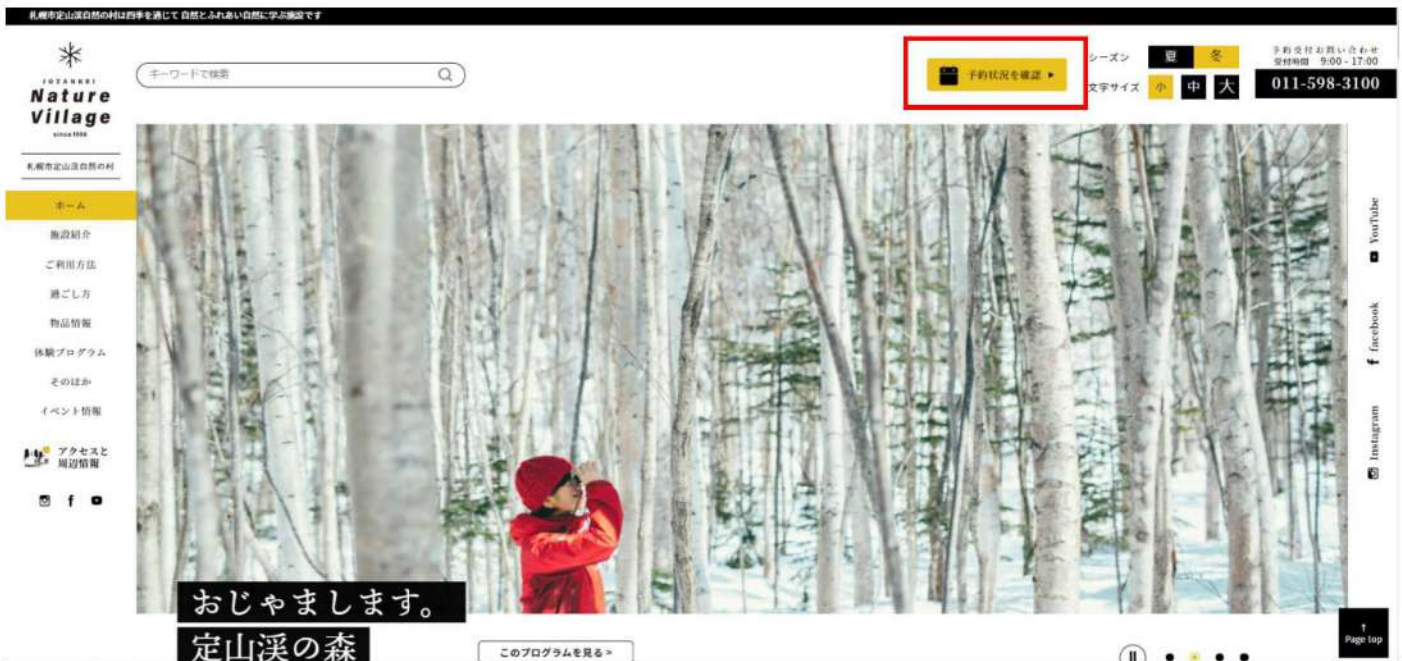 札幌市定山渓自然の村は四季を通じて 自然とふれあい自然に学ぶ施設です
JOZANKEI
Nature
Village
since 1998
札幌市定山渓自然の村
キーワードで検索
予約状況を確認 ▸
シーズン 夏 冬
文字サイズ 小 中 大
予約受付お問い合わせ
受付時間 9:00 - 17:00
011-598-3100
ホーム
施設紹介
ご利用方法
過ごし方
物品情報
体験プログラム
そのほか
イベント情報
アクセスと
周辺情報
YouTube
facebook
Instagram
おじゃまします。
定山渓の森
このプログラムを見る >
↑
Page top